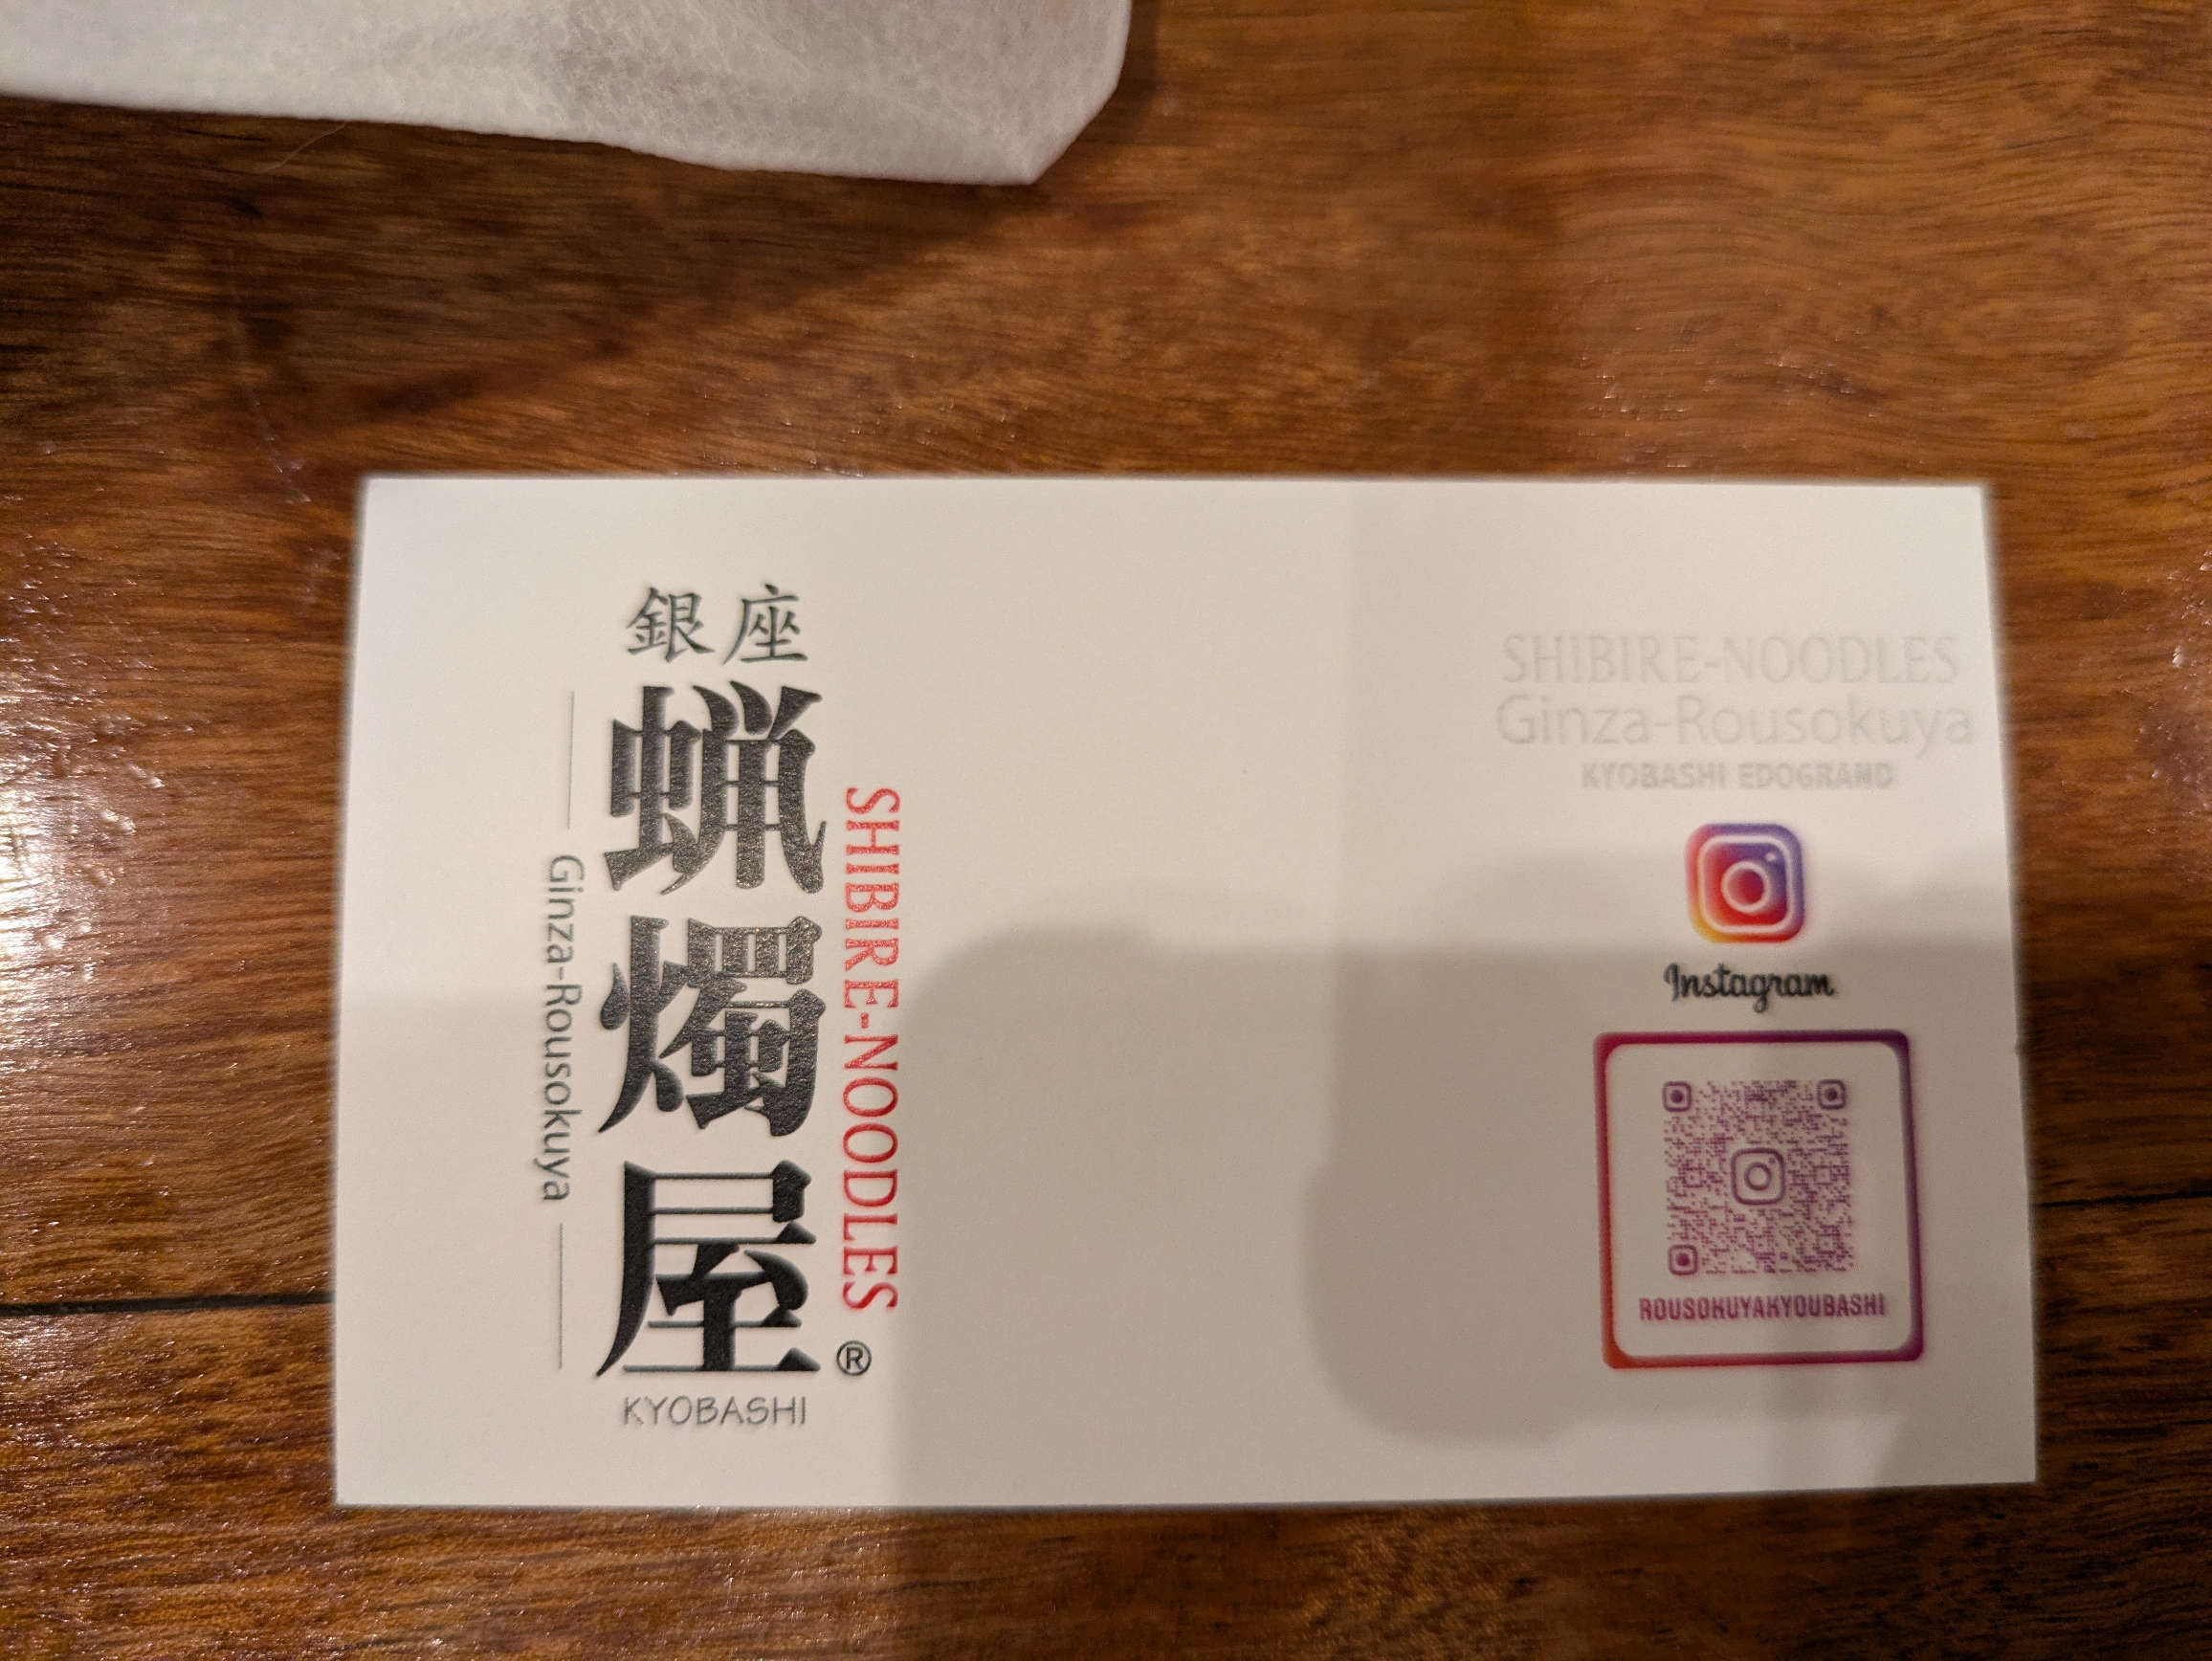 銀座
蝋燭屋
SHIBIRE-NOODLES
Ginza-Rousokuya
®
KYOBASHI
SHIBIRE-NOODLES
Ginza-Rousokuya
KYOBASHI EDOGRAND
Instagram
ROUSOKUYAKYOUBASHI